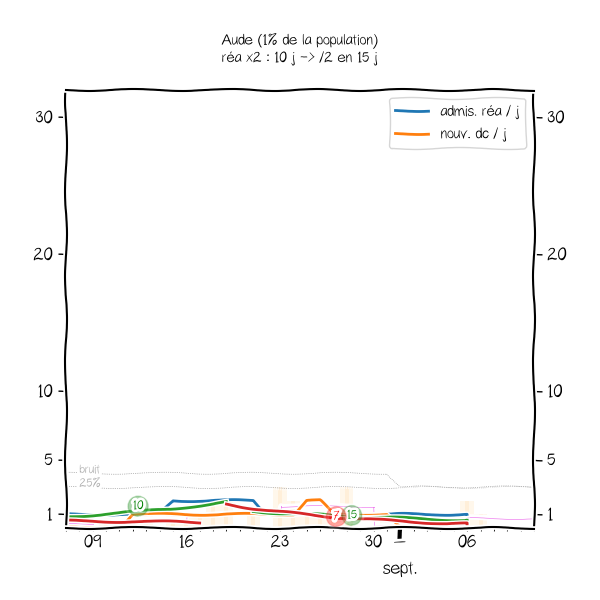 Aude (1% de la population)
réa x2 : 10 j -> /2 en 15 j
admis. réa / j
nouv. dc / j
30 30
20 20
10 10
5 5
bruit
25%
1 1
10
7 15
09 16 23 30 1 06
sept.